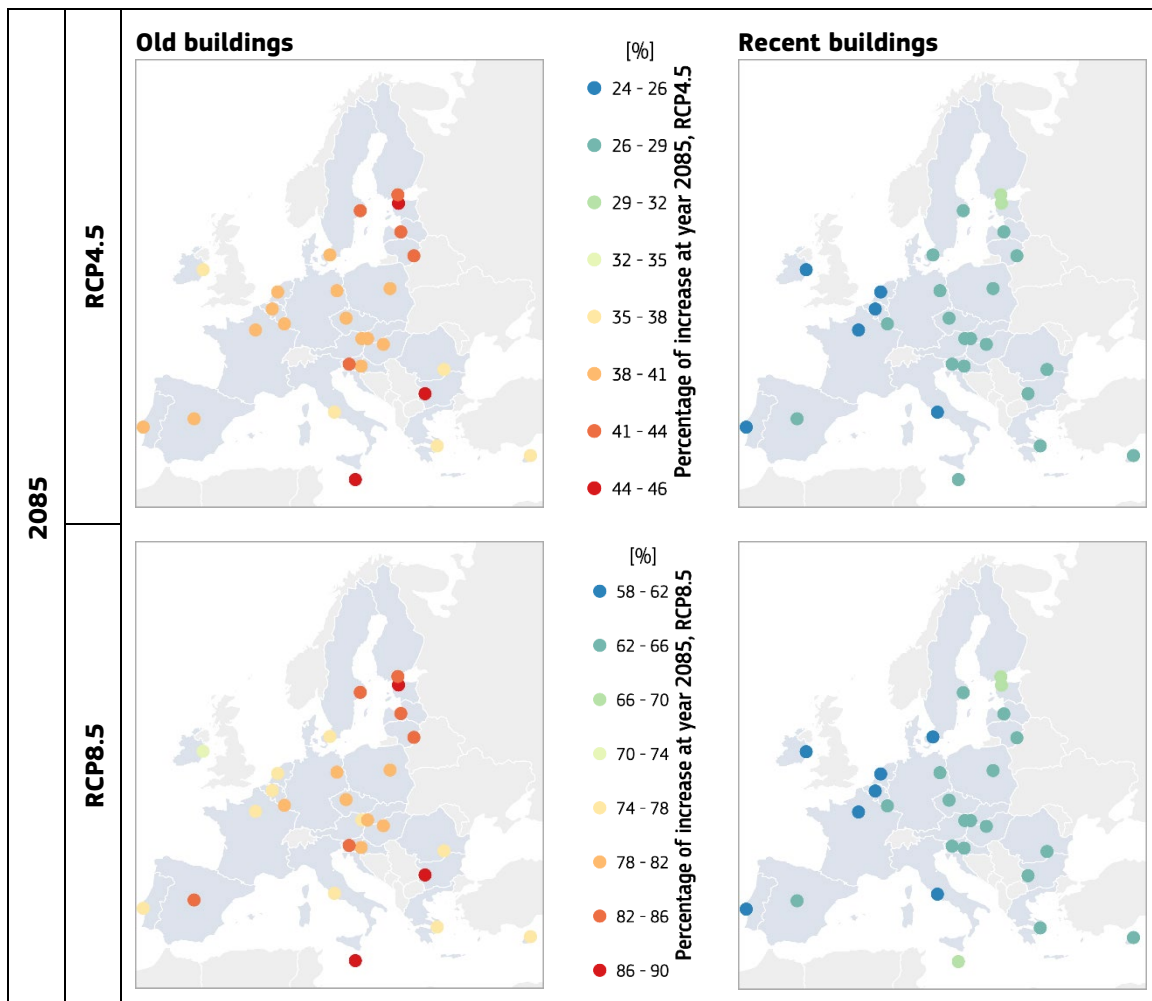 2085
RCP4.5
Old buildings
[%]
24 - 26
26 - 29
29 - 32
32 - 35
35 - 38
38 - 41
41 - 44
44 - 46
Percentage of increase at year 2085, RCP4.5
Recent buildings
RCP8.5
[%]
58 - 62
62 - 66
66 - 70
70 - 74
74 - 78
78 - 82
82 - 86
86 - 90
Percentage of increase at year 2085, RCP8.5